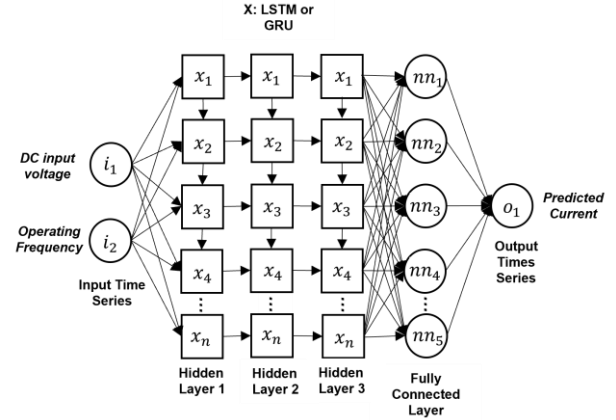 X: LSTM or
GRU
x₁ x₁ x₁ nn₁
x₂ x₂ x₂ nn₂
DC input
voltage
i₁
x₃ x₃ x₃ nn₃
o₁
Predicted
Current
Operating
Frequency
i₂
Output
Times
Series
Input Time
Series
x₄ x₄ x₄ nn₄
xₙ xₙ xₙ nn₅
Hidden
Layer 1
Hidden
Layer 2
Hidden
Layer 3
Fully
Connected
Layer